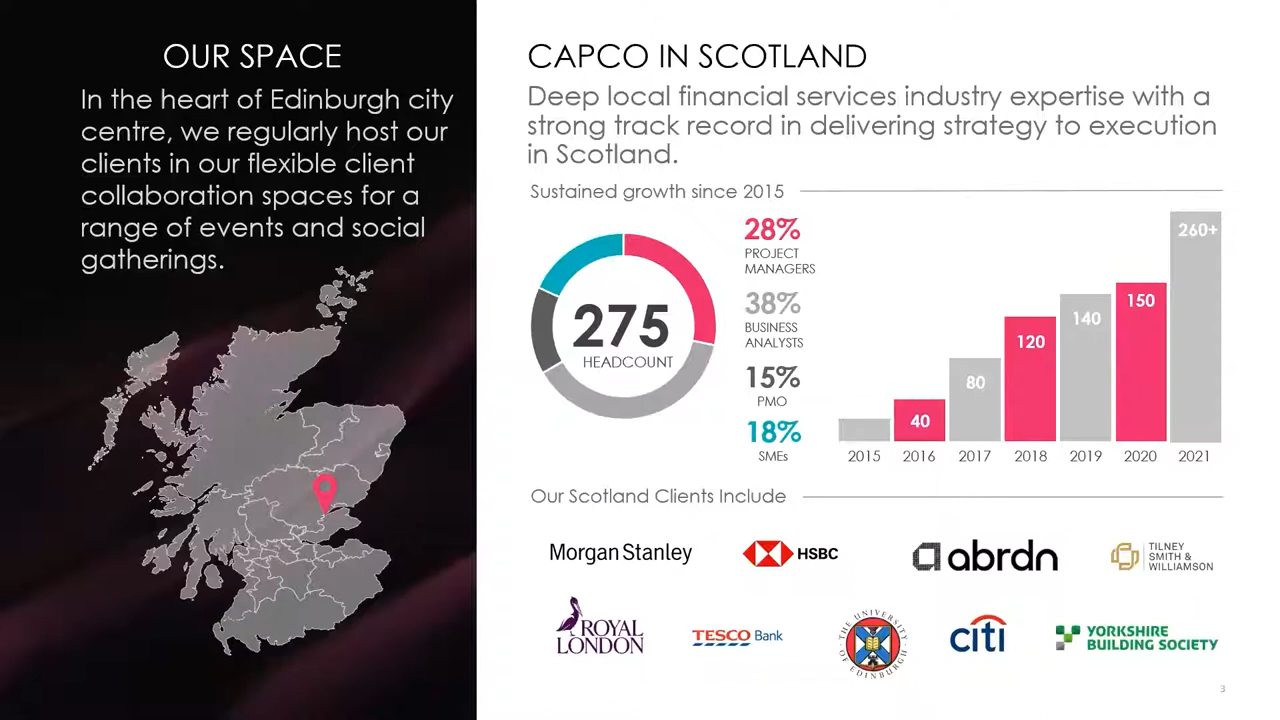 OUR SPACE
In the heart of Edinburgh city
centre, we regularly host our
clients in our flexible client
collaboration spaces for a
range of events and social
gatherings.
CAPCO IN SCOTLAND
Deep local financial services industry expertise with a
strong track record in delivering strategy to execution
in Scotland.
Sustained growth since 2015
275
HEADCOUNT
28%
PROJECT
MANAGERS
38%
BUSINESS
ANALYSTS
15%
PMO
18%
SMEs
40
80
120
140
150
260+
2015 2016 2017 2018 2019 2020 2021
Our Scotland Clients Include
Morgan Stanley
HSBC
abrdn
TILNEY
SMITH &
WILLIAMSON
ROYAL
LONDON
TESCO Bank
THE UNIVERSITY
OF EDINBURGH
citi
YORKSHIRE
BUILDING SOCIETY
3